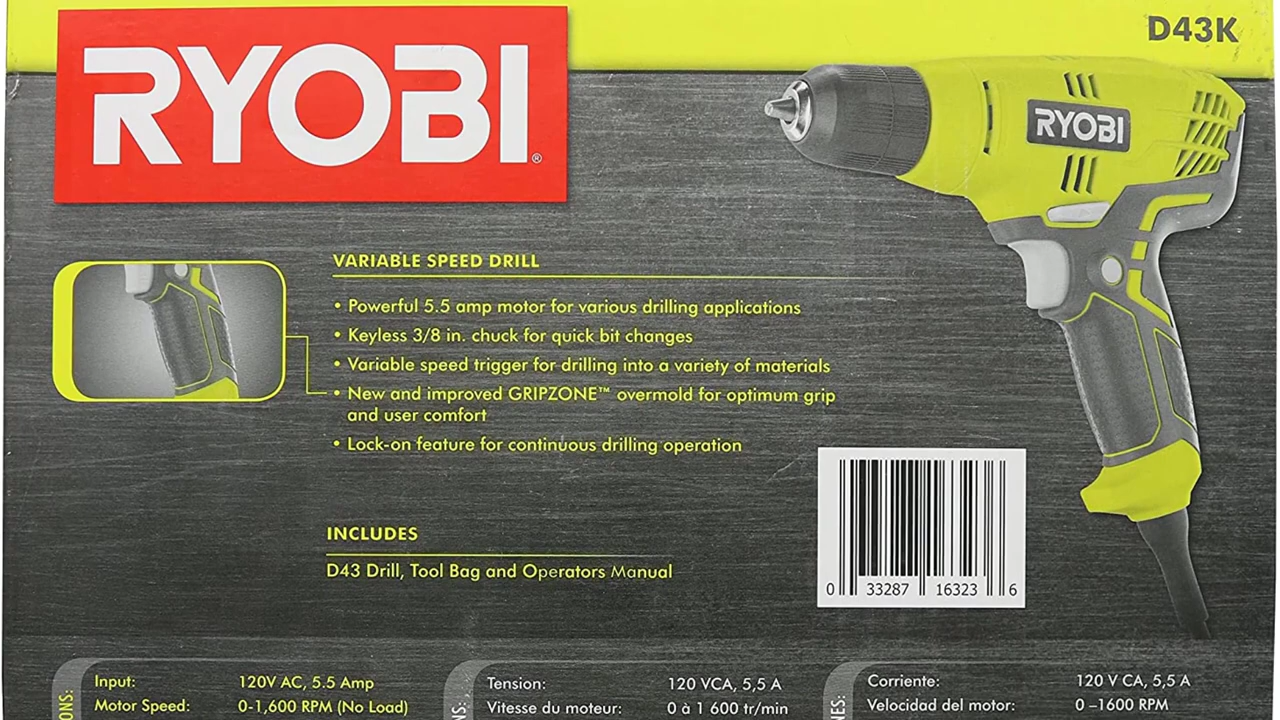 D43K
RYOBI®
RYOBI
VARIABLE SPEED DRILL
• Powerful 5.5 amp motor for various drilling applications
• Keyless 3/8 in. chuck for quick bit changes
• Variable speed trigger for drilling into a variety of materials
• New and improved GRIPZONE™ overmold for optimum grip
and user comfort
• Lock-on feature for continuous drilling operation
INCLUDES
D43 Drill, Tool Bag and Operators Manual
0 33287 16323 6
Input: 120V AC, 5.5 Amp
Motor Speed: 0-1,600 RPM (No Load)
Tension: 120 VCA, 5,5 A
Vitesse du moteur: 0 à 1 600 tr/min
Corriente: 120 V CA, 5,5 A
Velocidad del motor: 0 –1600 RPM